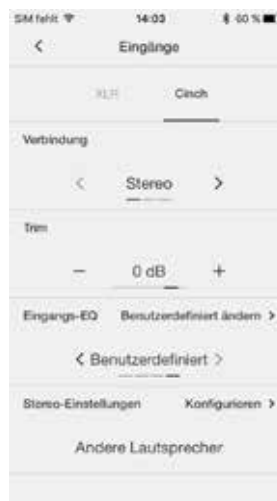 SIM fehlt 14:03 60 %
Eingänge
XLR Cinch
Verbindung
< Stereo >
Trim
− 0 dB +
Eingangs-EQ Benutzerdefiniert ändern >
< Benutzerdefiniert >
Stereo-Einstellungen Konfigurieren >
Andere Lautsprecher